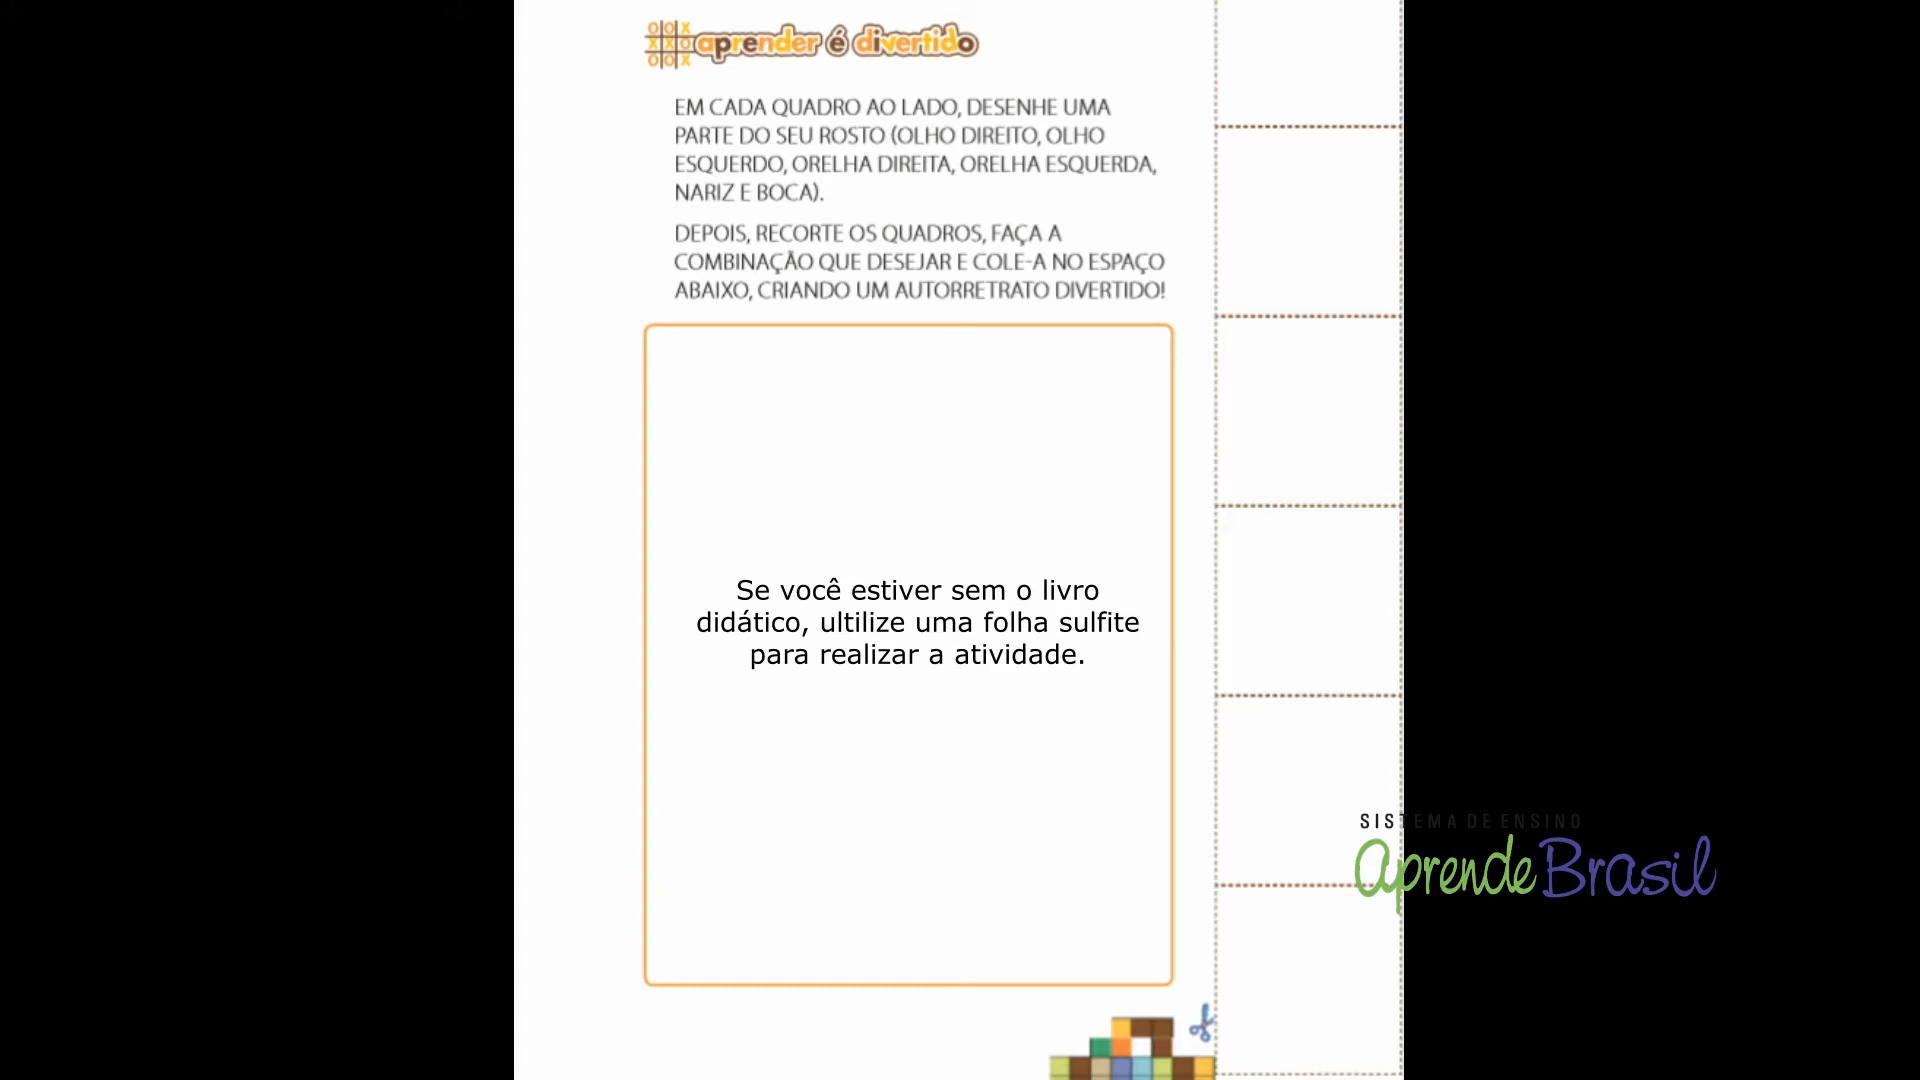 O O X
X X O
O O X
aprender é divertido
EM CADA QUADRO AO LADO, DESENHE UMA
PARTE DO SEU ROSTO (OLHO DIREITO, OLHO
ESQUERDO, ORELHA DIREITA, ORELHA ESQUERDA,
NARIZ E BOCA).
DEPOIS, RECORTE OS QUADROS, FAÇA A
COMBINAÇÃO QUE DESEJAR E COLE-A NO ESPAÇO
ABAIXO, CRIANDO UM AUTORRETRATO DIVERTIDO!
Se você estiver sem o livro
didático, ultilize uma folha sulfite
para realizar a atividade.
SISTEMA DE ENSINO
aprendeBrasil